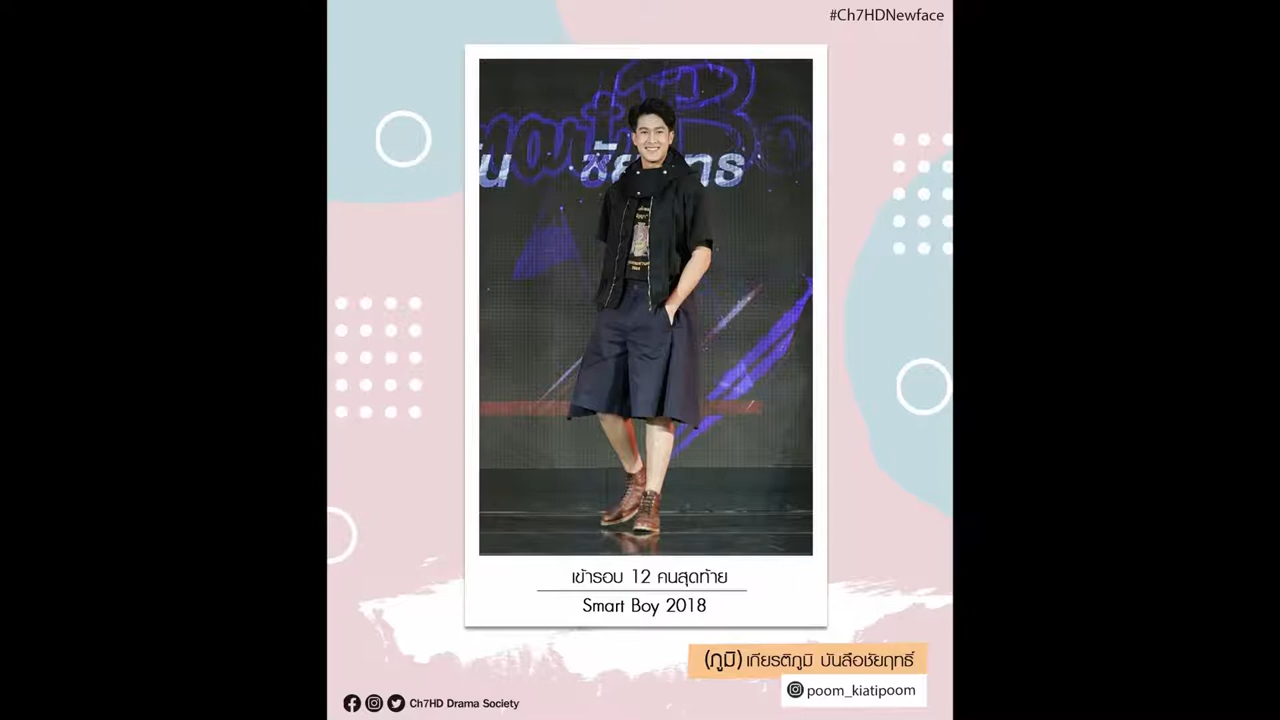 #Ch7HDNewface
เข้ารอบ 12 คนสุดท้าย
Smart Boy 2018
(ภูมิ) เกียรติภูมิ บันลือชัยฤทธิ์
poom_kiatipoom
Ch7HD Drama Society